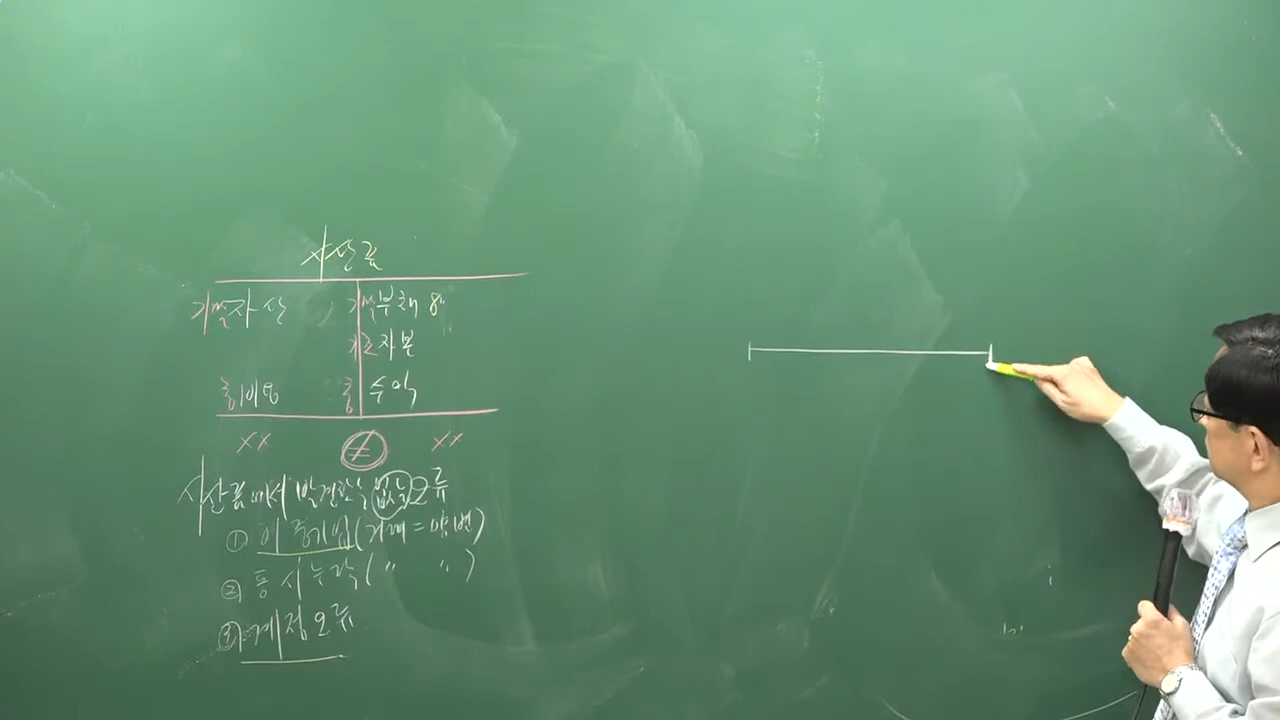 시산표
기말자산 기말부채
기초자본
총비용 총수익
×× ≠ ××
시산표에서 발견할 수 없는 오류
① 이중기입(거래=양변)
② 동시누락( 〃 〃 )
③ 계정오류